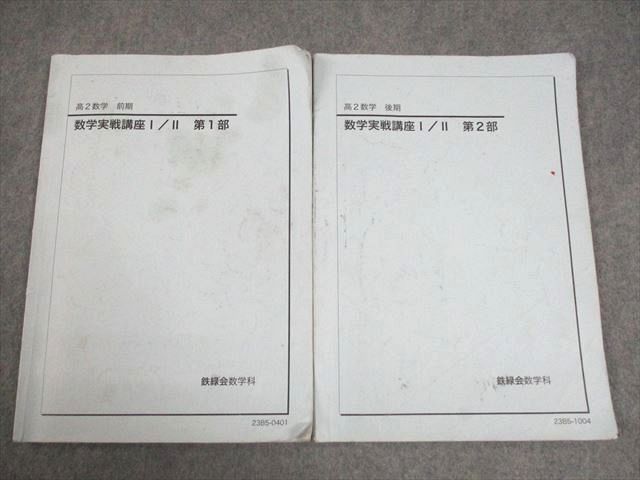 高2数学 前期
数学実戦講座Ⅰ／Ⅱ 第1部
鉄緑会数学科
23B5-0401
高2数学 後期
数学実戦講座Ⅰ／Ⅱ 第2部
鉄緑会数学科
23B5-1004